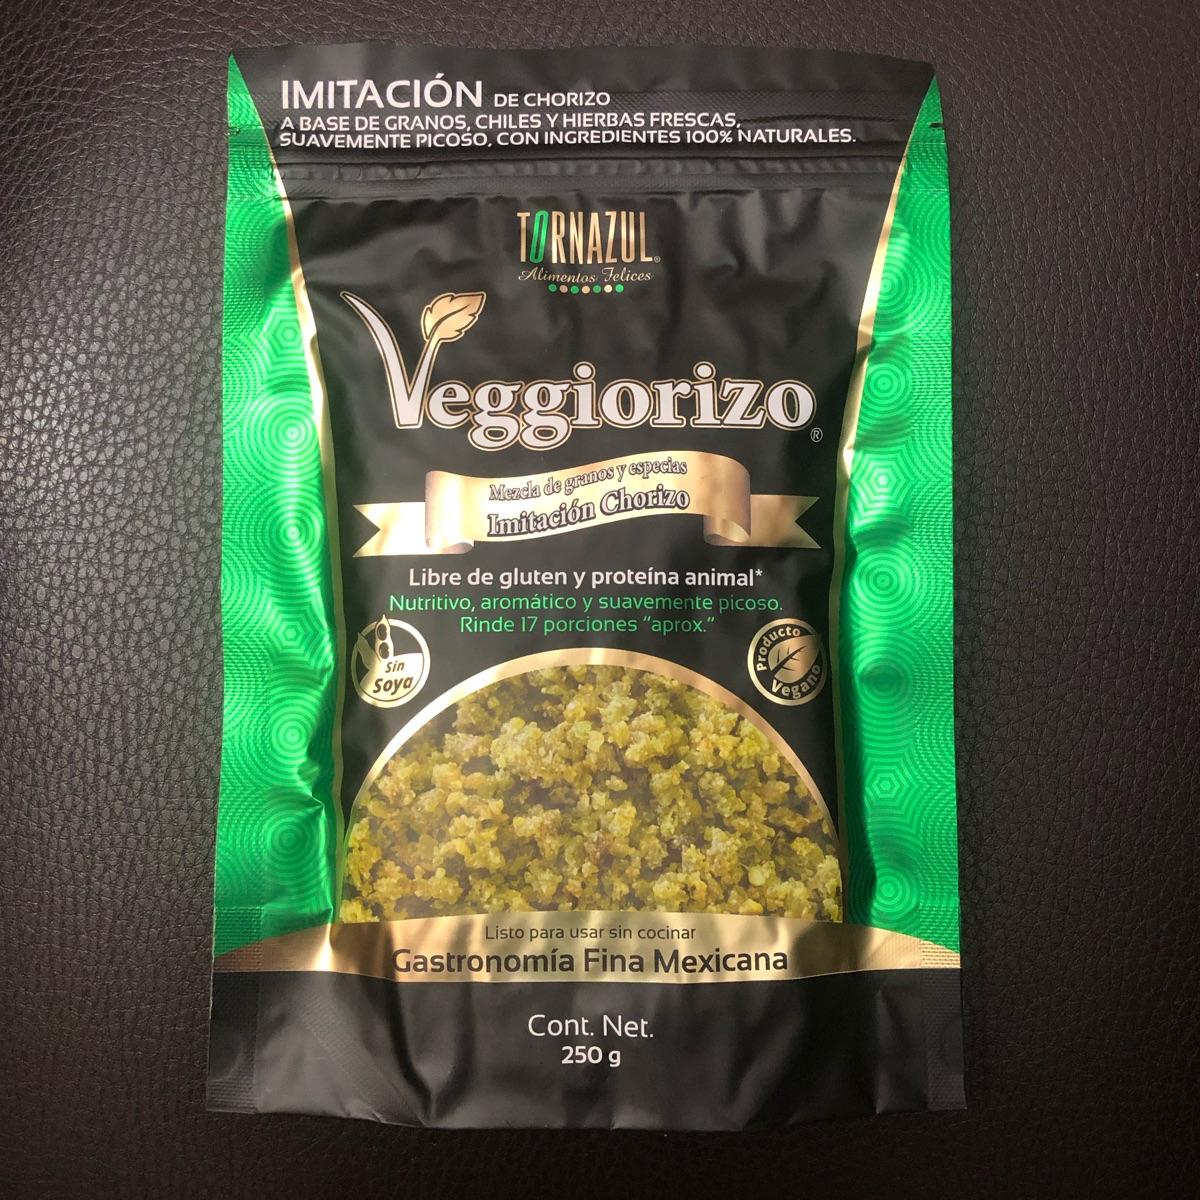 IMITACIÓN DE CHORIZO
A BASE DE GRANOS, CHILES Y HIERBAS FRESCAS,
SUAVEMENTE PICOSO, CON INGREDIENTES 100% NATURALES.
TORNAZUL®
Alimentos Felices
Veggiorizo®
Mezcla de granos y especias
Imitación Chorizo
Libre de gluten y proteína animal*
Nutritivo, aromático y suavemente picoso.
Rinde 17 porciones "aprox."
Sin
Soya
Producto
Vegano
Listo para usar sin cocinar
Gastronomía Fina Mexicana
Cont. Net.
250 g